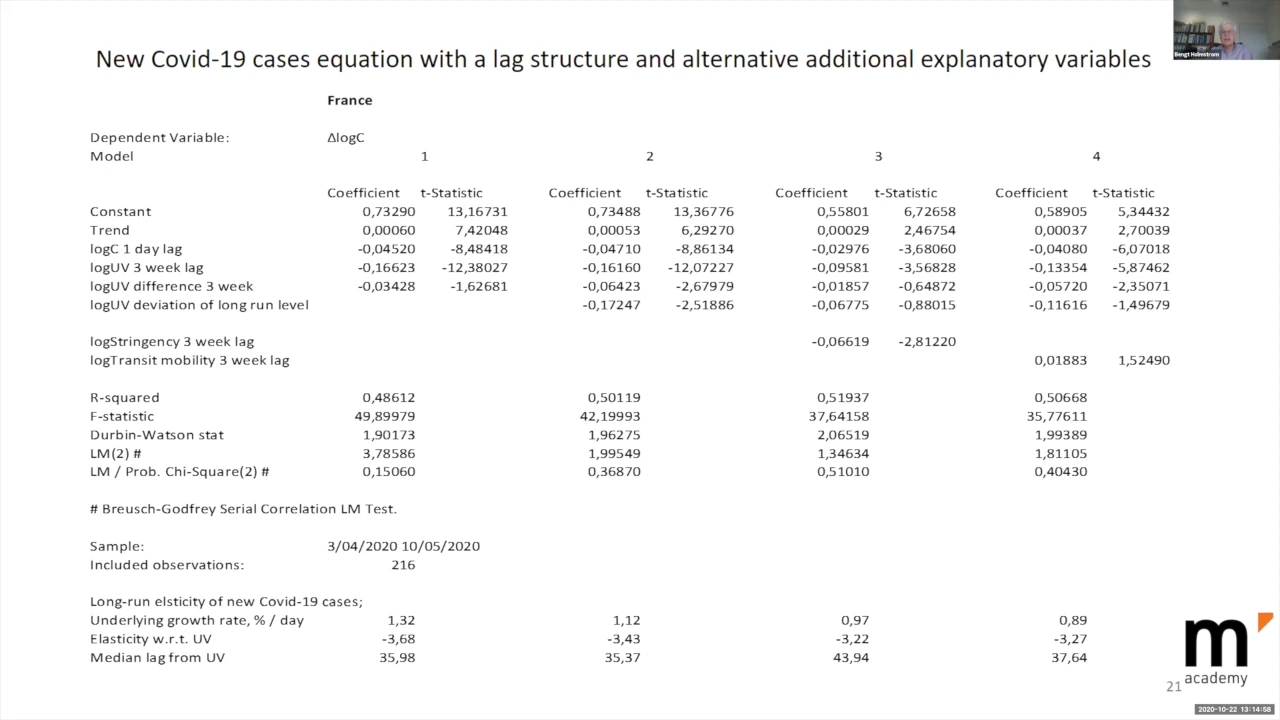 Bengt Holmstrom
New Covid-19 cases equation with a lag structure and alternative additional explanatory variables
France
Dependent Variable: ΔlogC
Model 1 2 3 4
Coefficient t-Statistic Coefficient t-Statistic Coefficient t-Statistic Coefficient t-Statistic
Constant 0,73290 13,16731 0,73488 13,36776 0,55801 6,72658 0,58905 5,34432
Trend 0,00060 7,42048 0,00053 6,29270 0,00029 2,46754 0,00037 2,70039
logC 1 day lag -0,04520 -8,48418 -0,04710 -8,86134 -0,02976 -3,68060 -0,04080 -6,07018
logUV 3 week lag -0,16623 -12,38027 -0,16160 -12,07227 -0,09581 -3,56828 -0,13354 -5,87462
logUV difference 3 week -0,03428 -1,62681 -0,06423 -2,67979 -0,01857 -0,64872 -0,05720 -2,35071
logUV deviation of long run level -0,17247 -2,51886 -0,06775 -0,88015 -0,11616 -1,49679
logStringency 3 week lag -0,06619 -2,81220
logTransit mobility 3 week lag 0,01883 1,52490
R-squared 0,48612 0,50119 0,51937 0,50668
F-statistic 49,89979 42,19993 37,64158 35,77611
Durbin-Watson stat 1,90173 1,96275 2,06519 1,99389
LM(2) # 3,78586 1,99549 1,34634 1,81105
LM / Prob. Chi-Square(2) # 0,15060 0,36870 0,51010 0,40430
# Breusch-Godfrey Serial Correlation LM Test.
Sample: 3/04/2020 10/05/2020
Included observations: 216
Long-run elsticity of new Covid-19 cases;
Underlying growth rate, % / day 1,32 1,12 0,97 0,89
Elasticity w.r.t. UV -3,68 -3,43 -3,22 -3,27
Median lag from UV 35,98 35,37 43,94 37,64
m'
academy
21
2020-10-22 13:14:58